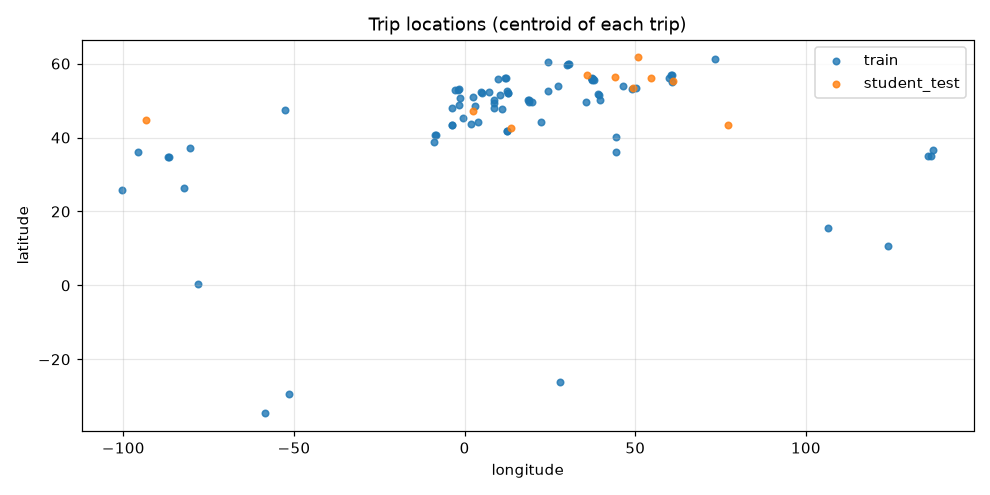 Trip locations (centroid of each trip)
train
student_test
60
40
20
0
−20
latitude
−100
−50
0
50
100
longitude